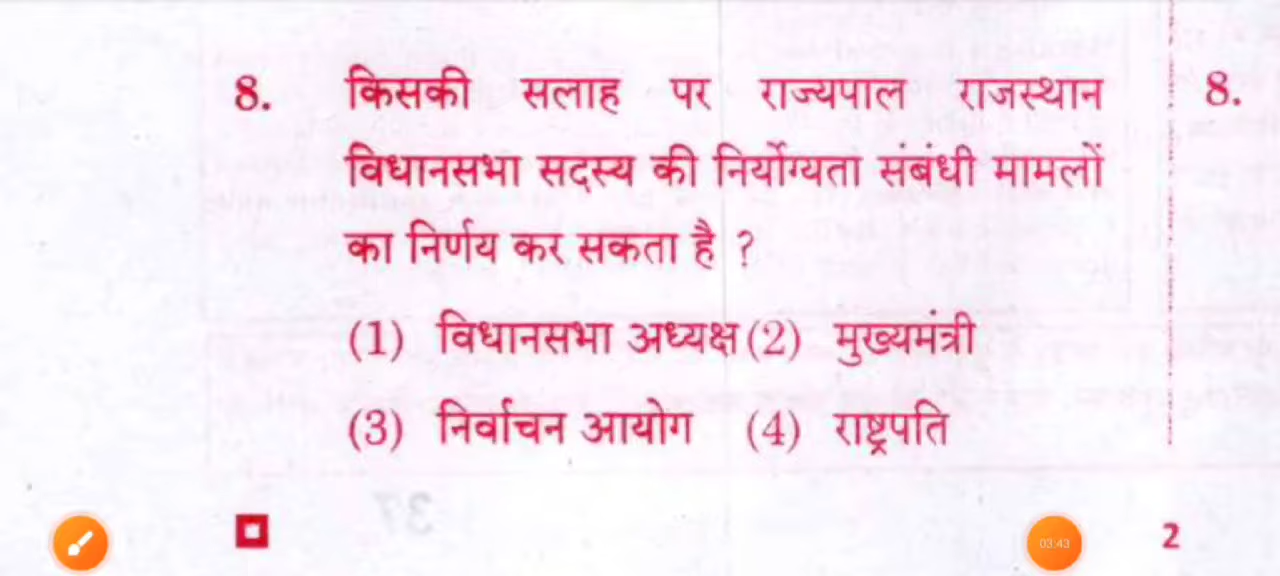 8. किसकी सलाह पर राज्यपाल राजस्थान 8.
विधानसभा सदस्य की निर्योग्यता संबंधी मामलों
का निर्णय कर सकता है ?
(1) विधानसभा अध्यक्ष (2) मुख्यमंत्री
(3) निर्वाचन आयोग (4) राष्ट्रपति
37
03:43 2